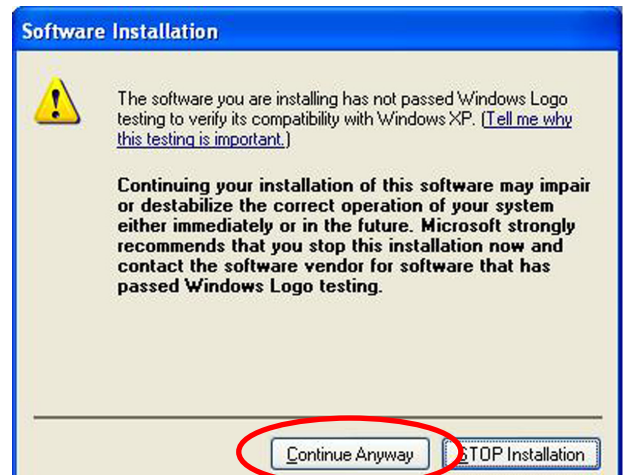 Software Installation
The software you are installing has not passed Windows Logo
testing to verify its compatibility with Windows XP. (Tell me why
this testing is important.)
Continuing your installation of this software may impair
or destabilize the correct operation of your system
either immediately or in the future. Microsoft strongly
recommends that you stop this installation now and
contact the software vendor for software that has
passed Windows Logo testing.
Continue Anyway STOP Installation